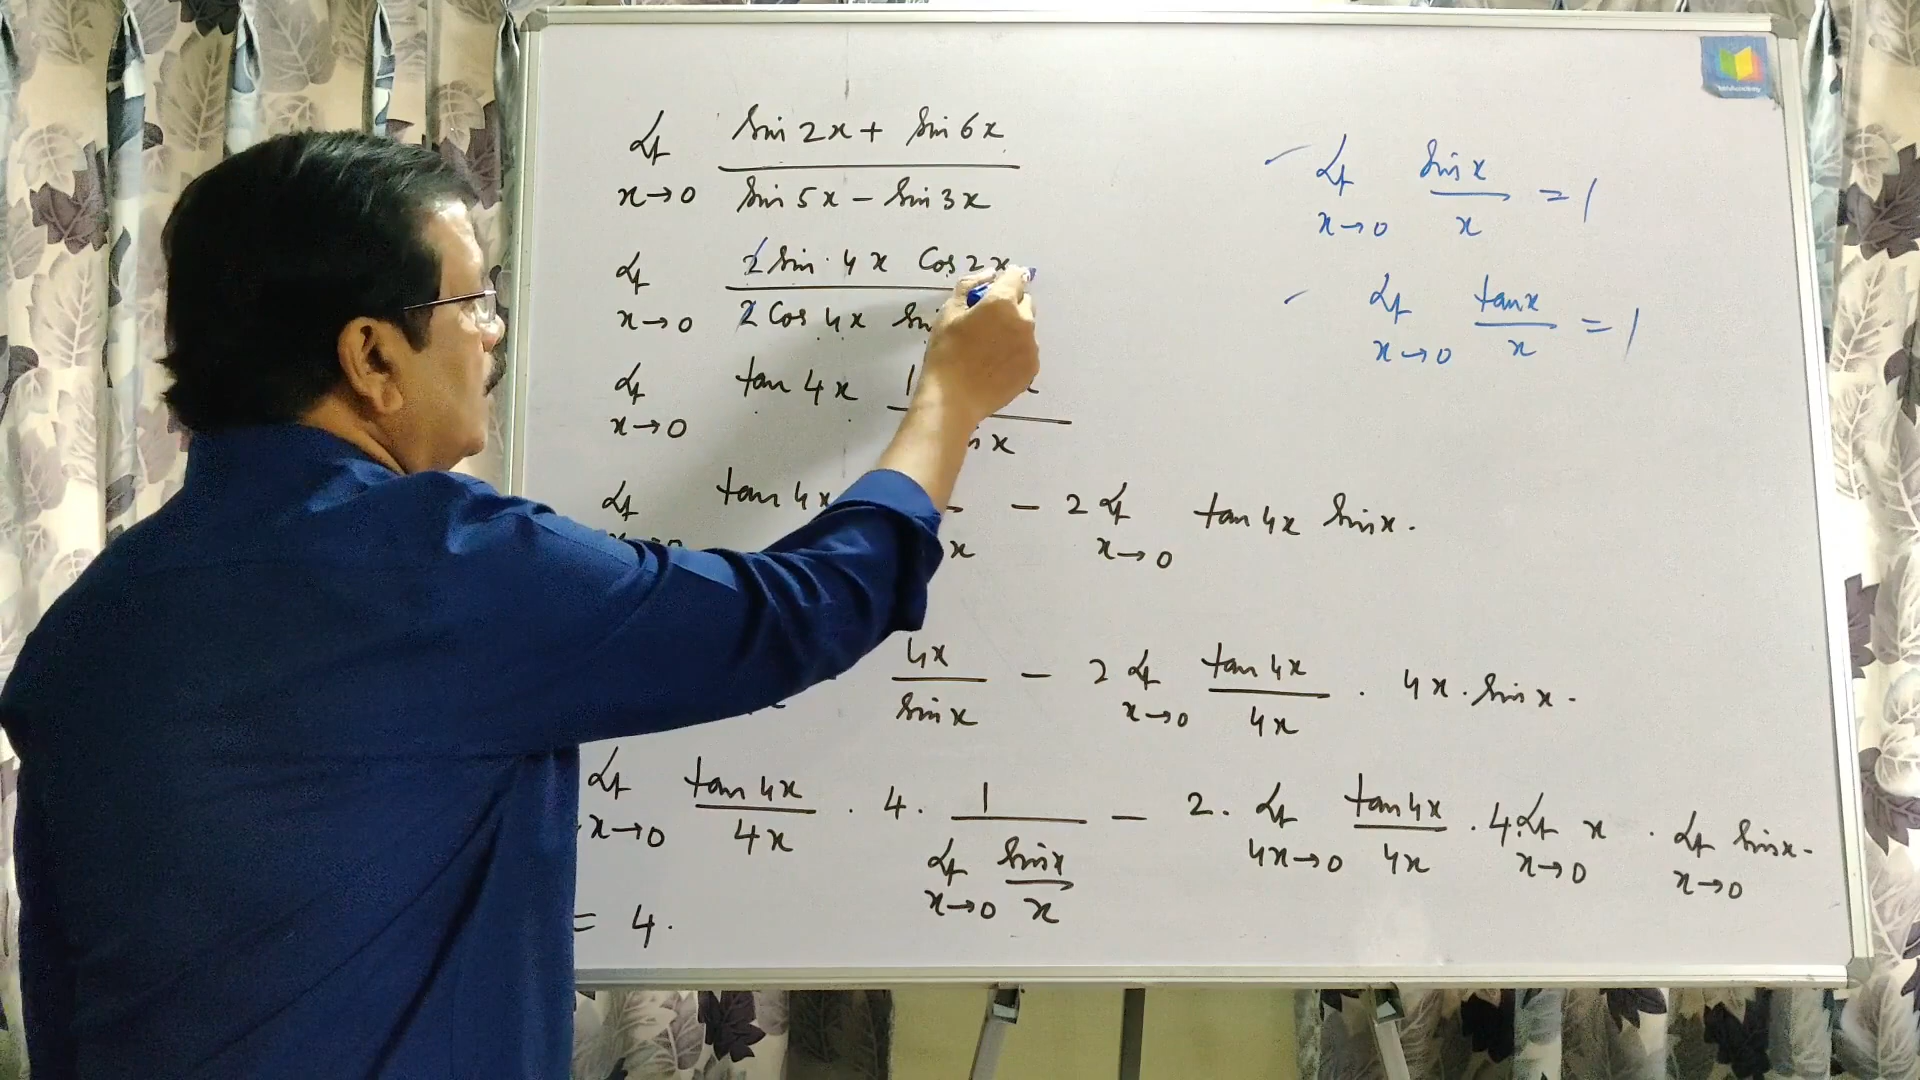 Lt sin 2x + sin 6x
x→0 sin 5x - sin 3x
Lt 2 sin 4x Cos 2x
x→0 2 Cos 4x
Lt tan 4x 1
x→0 x
Lt tan 4x - 2 Lt tan 4x sin x.
x x→0
4x - 2 Lt tan 4x . 4x . sin x.
sin x x→0 4x
Lt tan 4x . 4 . 1 - 2 . Lt tan 4x . 4 . Lt x . Lt sin x.
x→0 4x Lt sin x 4x→0 4x x→0 x→0
x→0 x
= 4.
Lt sin x = 1
x→0 x
Lt tan x = 1
x→0 x